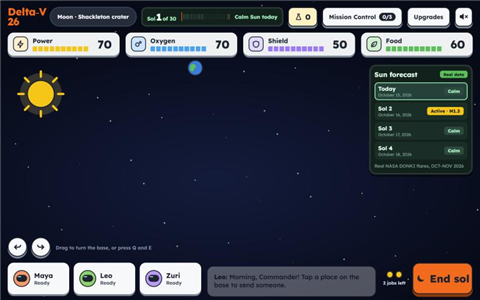 Delta-V
26
Moon · Shackleton crater
Sol 1 of 30
Calm Sun today
0
Mission Control 0/3
Upgrades
Power 70
Oxygen 70
Shield 50
Food 60
Sun forecast
Real data
Today
October 15, 2026
Calm
Sol 2
October 16, 2026
Active · M1.3
Sol 3
October 17, 2026
Calm
Sol 4
October 18, 2026
Calm
Real NASA DONKI flares, OCT-NOV 2026
Drag to turn the base, or press Q and E
Maya
Ready
Leo
Ready
Zuri
Ready
Leo: Morning, Commander! Tap a place on the
base to send someone.
2 jobs left
End sol